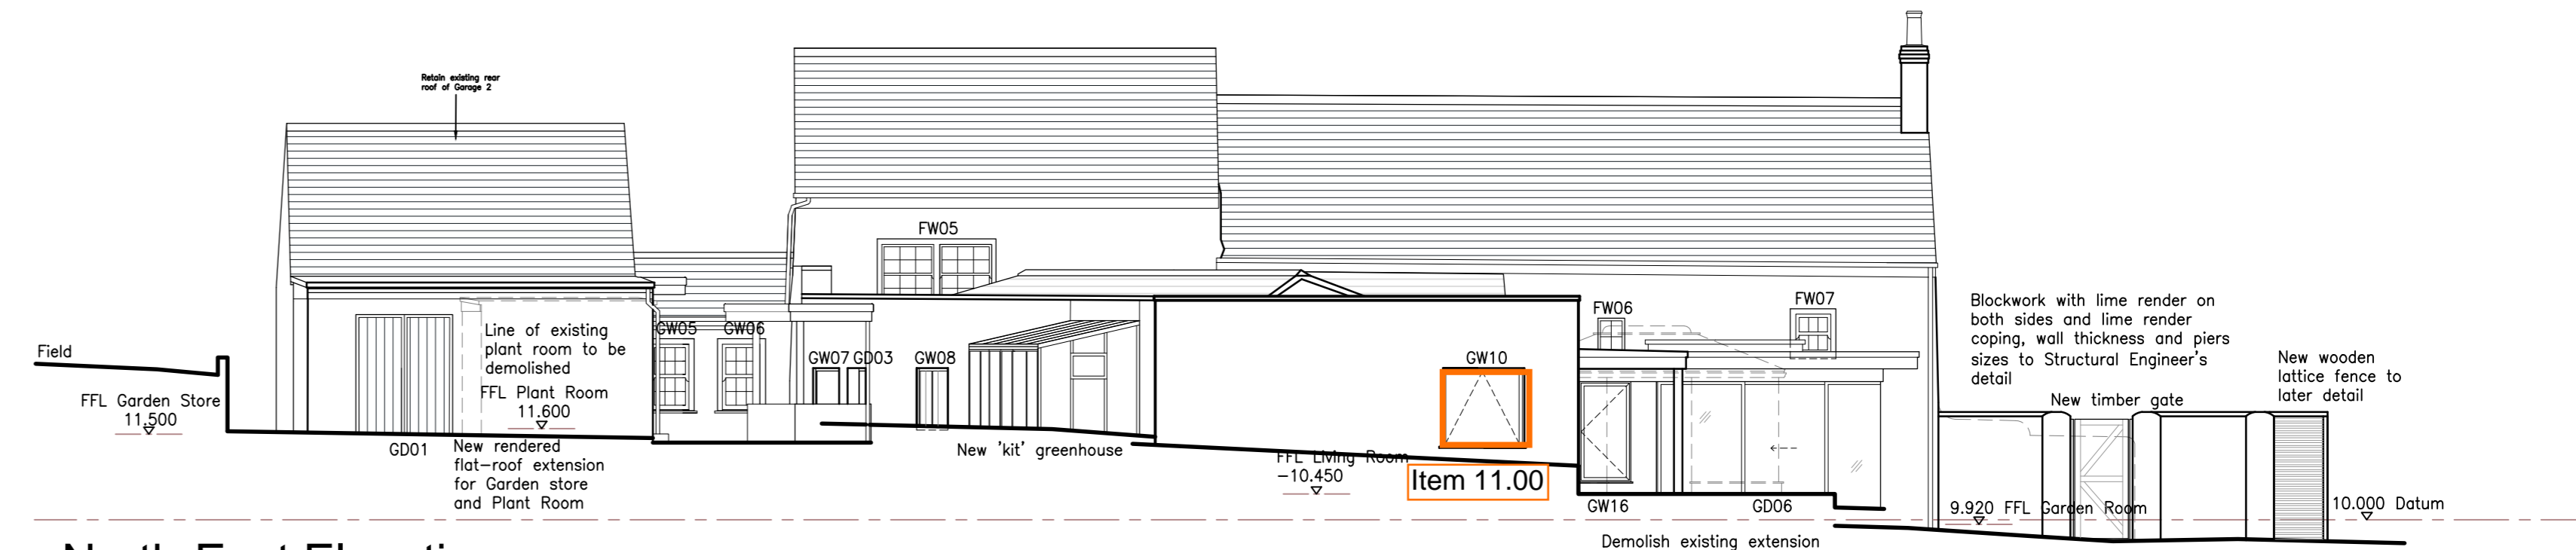 Retain existing rear
roof of Garage 2
FW05
Field
FFL Garden Store
11.500
Line of existing
plant room to be
demolished
FFL Plant Room
11.600
GD01
New rendered
flat-roof extension
for Garden store
and Plant Room
GW05
GW06
GW07
GD03
GW08
New 'kit' greenhouse
FFL Living Room
-10.450
GW10
Item 11.00
FW06
FW07
GW16
GD06
Demolish existing extension
Blockwork with lime render on
both sides and lime render
coping, wall thickness and piers
sizes to Structural Engineer's
detail
New timber gate
New wooden
lattice fence to
later detail
9.920 FFL Garden Room
10.000 Datum
North East